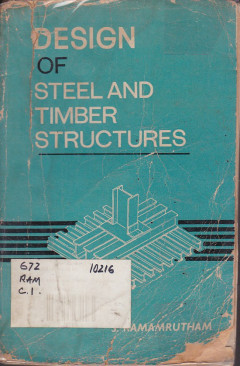 DESIGN
OF
STEEL AND
TIMBER
STRUCTURES
672 10216
RAM
C.1.
S. RAMAMRUTHAM